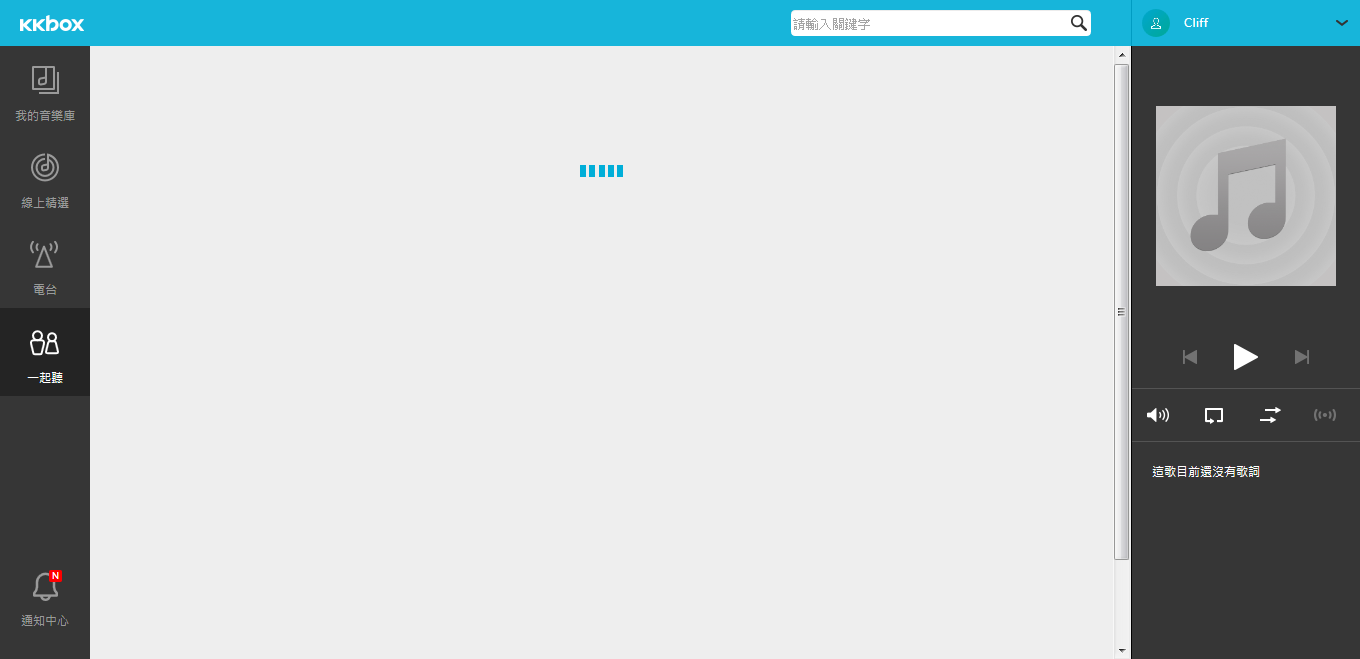 KKBOX
請輸入關鍵字
Cliff
我的音樂庫
線上精選
電台
一起聽
N
通知中心
這歌目前還沒有歌詞